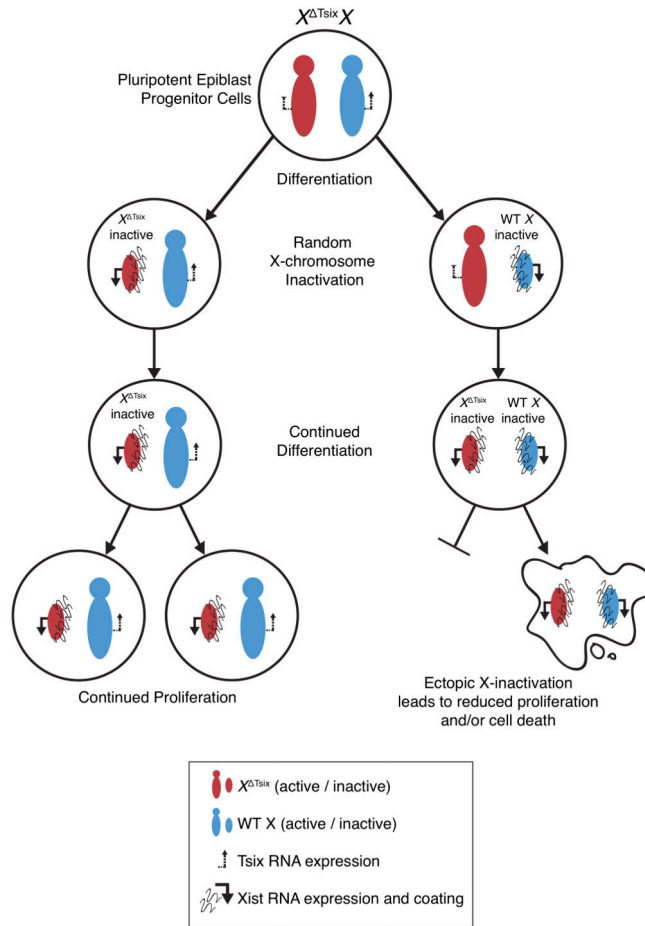 X^ΔTsix X
Pluripotent Epiblast
Progenitor Cells
Differentiation
X^ΔTsix
inactive
Random
X-chromosome
Inactivation
WT X
inactive
X^ΔTsix
inactive
Continued
Differentiation
X^ΔTsix
inactive
WT X
inactive
Continued Proliferation
Ectopic X-inactivation
leads to reduced proliferation
and/or cell death
X^ΔTsix (active / inactive)
WT X (active / inactive)
Tsix RNA expression
Xist RNA expression and coating